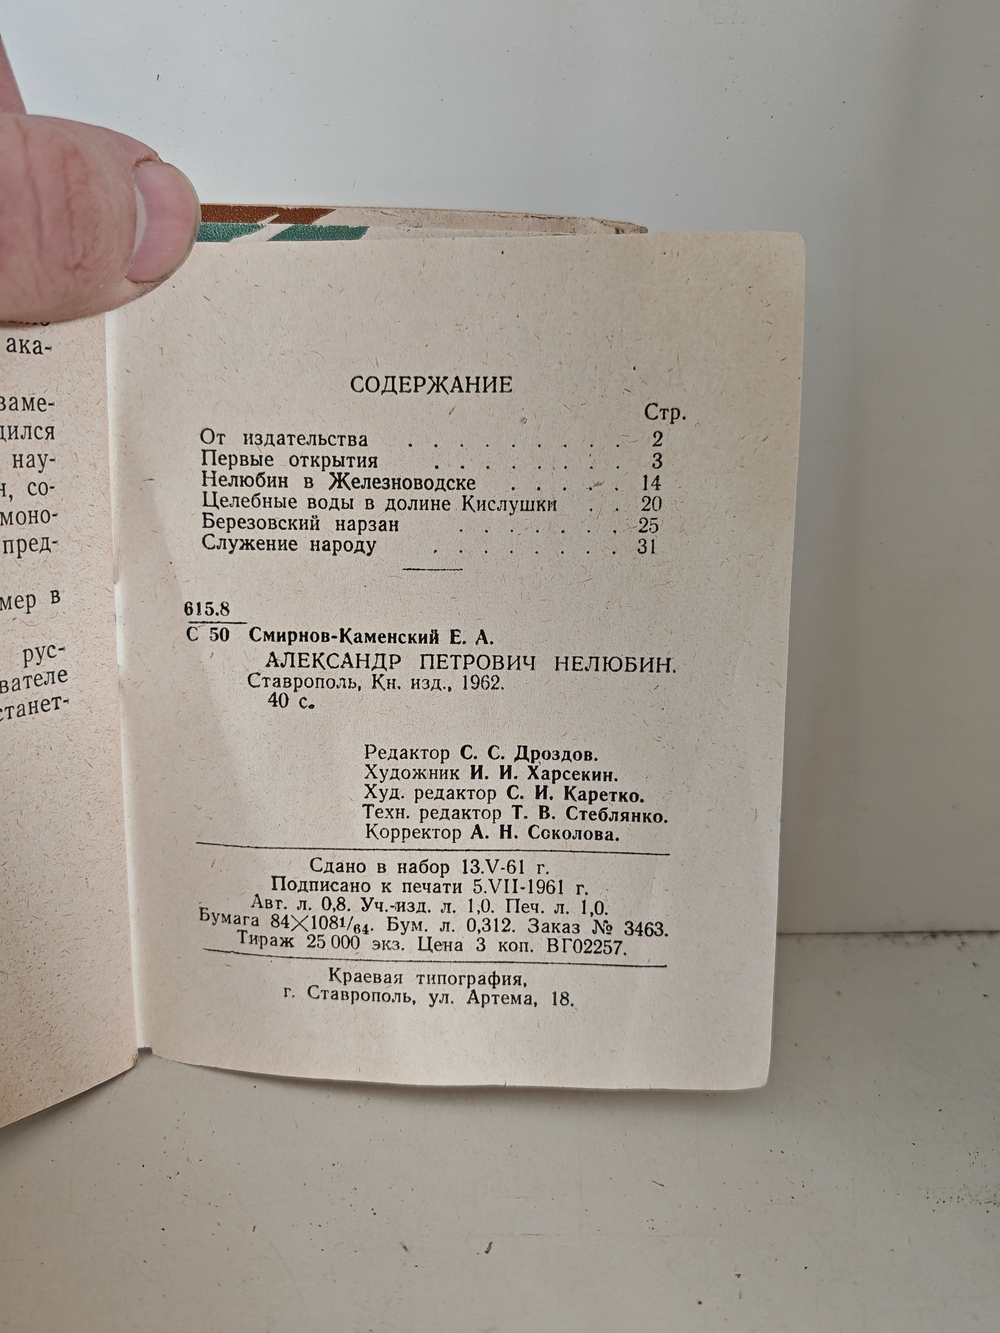 ака-
заме-
нау-
со-
моно-
пред-
мер в
рус-
вателе
станет-
СОДЕРЖАНИЕ
Стр.
От издательства . . . . . . . . . 2
Первые открытия . . . . . . . . 3
Нелюбин в Железноводске . . . . . 14
Целебные воды в долине Кислушки . . 20
Березовский нарзан . . . . . . . 25
Служение народу . . . . . . . . 31
615.8
С 50 Смирнов-Каменский Е. А.
АЛЕКСАНДР ПЕТРОВИЧ НЕЛЮБИН.
Ставрополь, Кн. изд., 1962.
40 с.
Редактор С. С. Дроздов.
Художник И. И. Харсекин.
Худ. редактор С. И. Каретко.
Техн. редактор Т. В. Стеблянко.
Корректор А. Н. Соколова.
Сдано в набор 13.V-61 г.
Подписано к печати 5.VII-1961 г.
Авт. л. 0,8. Уч.-изд. л. 1,0. Печ. л. 1,0.
Бумага 84×108¹/₆₄. Бум. л. 0,312. Заказ № 3463.
Тираж 25 000 экз. Цена 3 коп. ВГ02257.
Краевая типография,
г. Ставрополь, ул. Артема, 18.